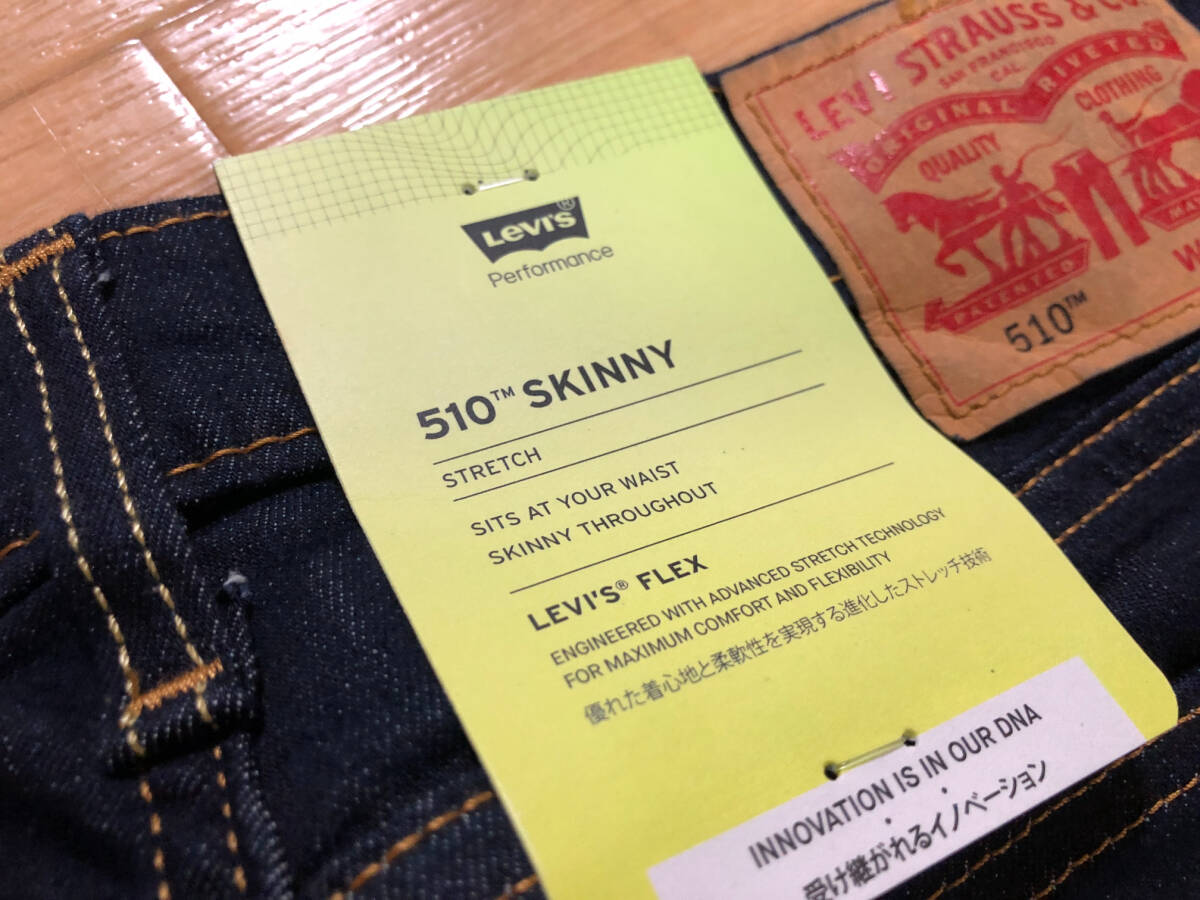 LEVI'S®
Performance
510™ SKINNY
STRETCH
SITS AT YOUR WAIST
SKINNY THROUGHOUT
LEVI'S® FLEX
ENGINEERED WITH ADVANCED STRETCH TECHNOLOGY
FOR MAXIMUM COMFORT AND FLEXIBILITY
優れた着心地と柔軟性を実現する進化したストレッチ技術
INNOVATION IS IN OUR DNA
受け継がれるイノベーション
LEVI STRAUSS & CO.
SAN FRANCISCO
CAL
ORIGINAL RIVETED
QUALITY CLOTHING
PATENTED
510™